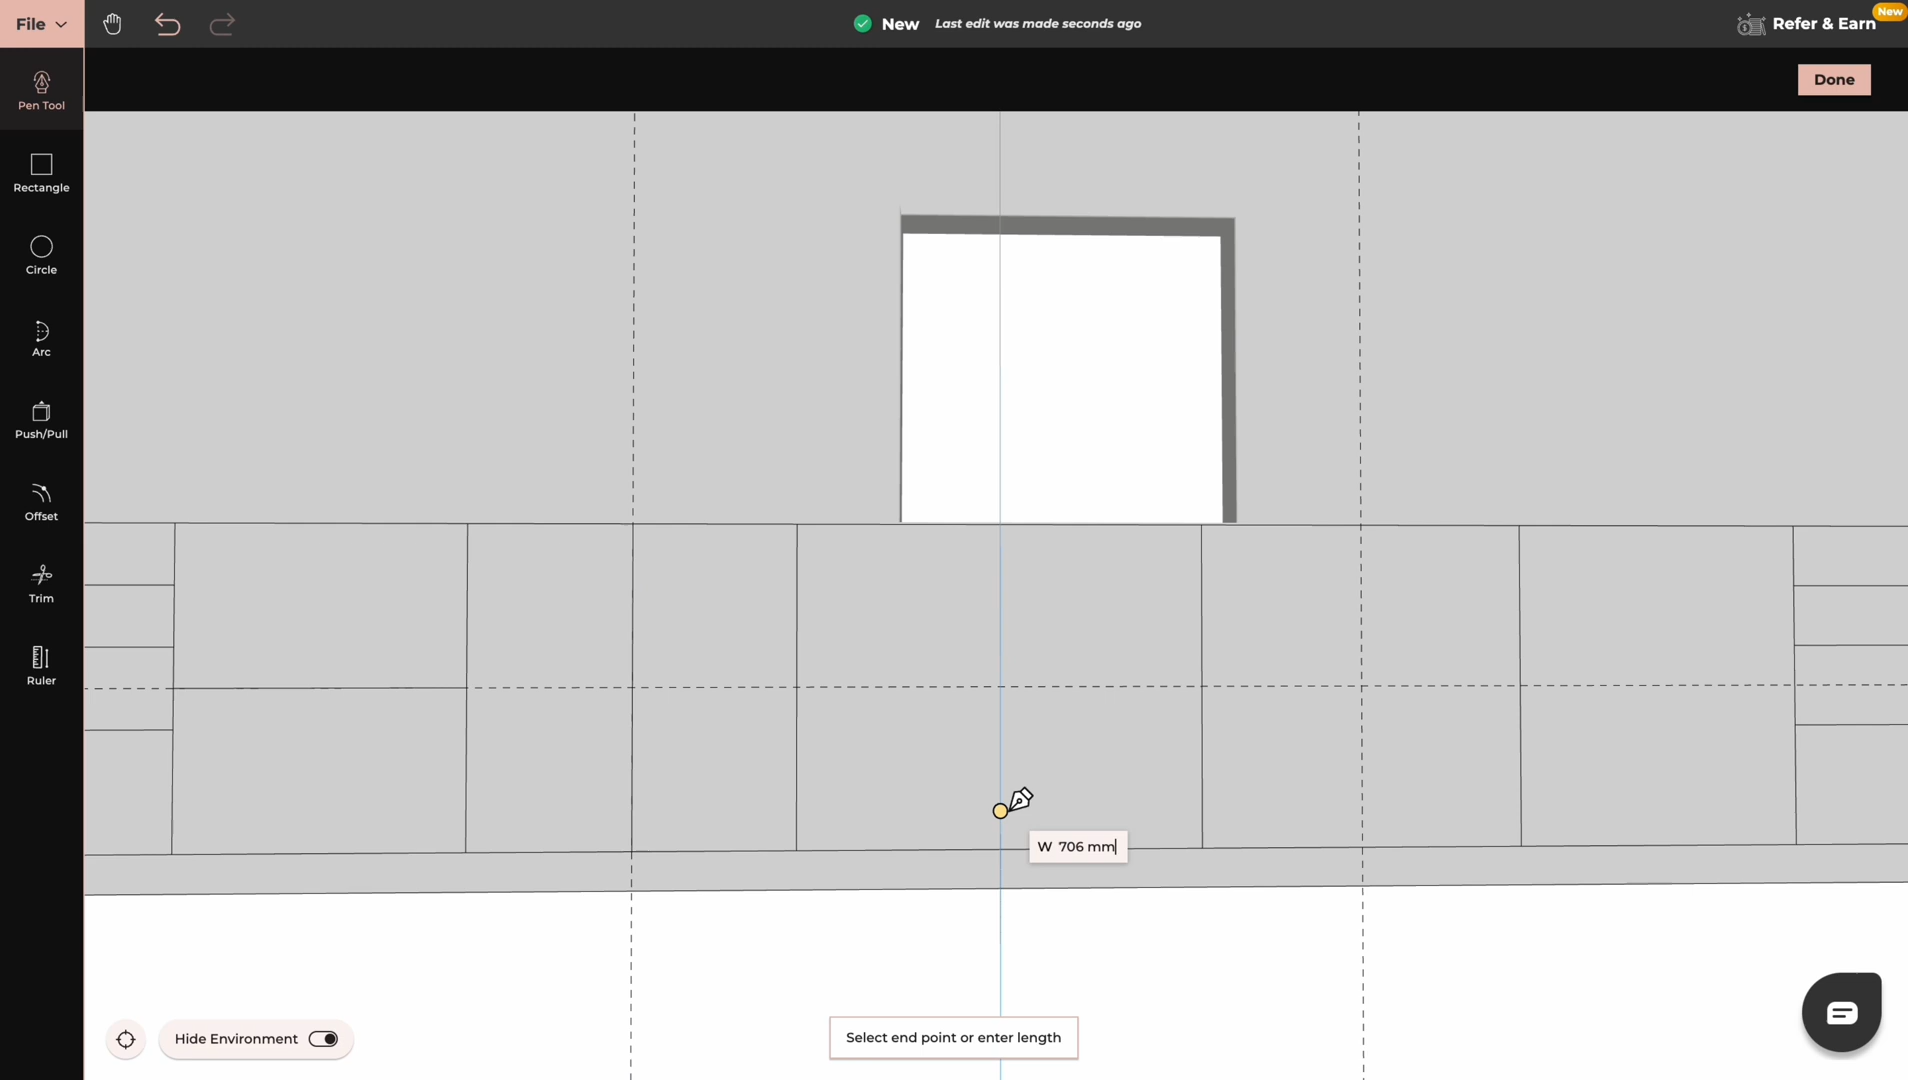 File
New
Last edit was made seconds ago
New
Refer & Earn
Done
Pen Tool
Rectangle
Circle
Arc
Push/Pull
Offset
Trim
Ruler
W 706 mm
Hide Environment
Select end point or enter length